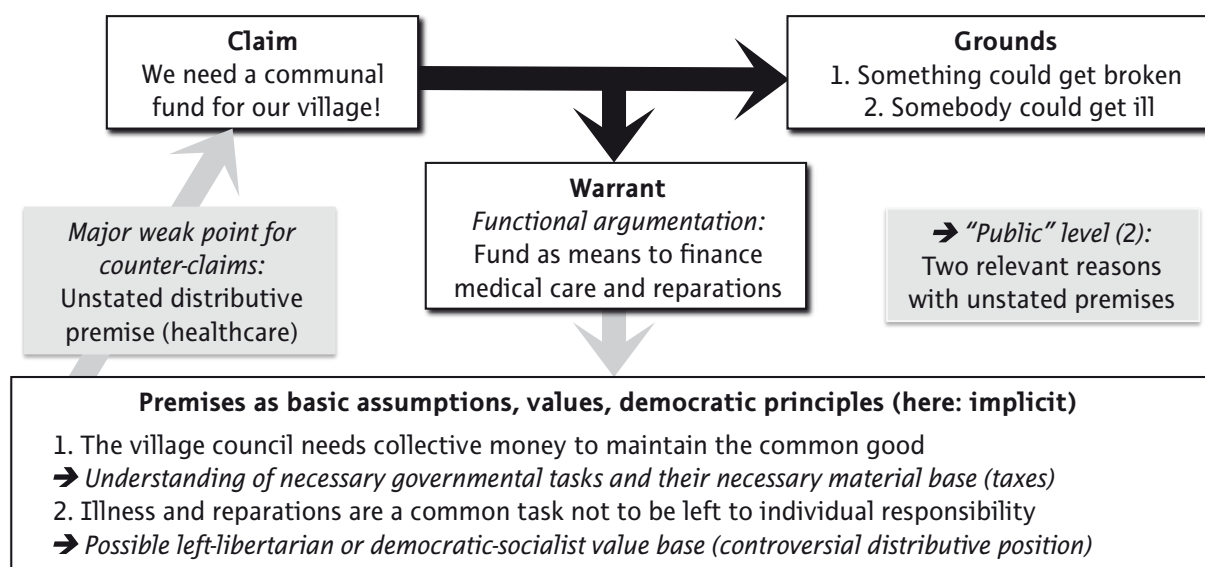 Claim
We need a communal
fund for our village!
Grounds
1. Something could get broken
2. Somebody could get ill
Warrant
Functional argumentation:
Fund as means to finance
medical care and reparations
Major weak point for
counter-claims:
Unstated distributive
premise (healthcare)
➔ “Public” level (2):
Two relevant reasons
with unstated premises
Premises as basic assumptions, values, democratic principles (here: implicit)
1. The village council needs collective money to maintain the common good
➔ Understanding of necessary governmental tasks and their necessary material base (taxes)
2. Illness and reparations are a common task not to be left to individual responsibility
➔ Possible left-libertarian or democratic-socialist value base (controversial distributive position)